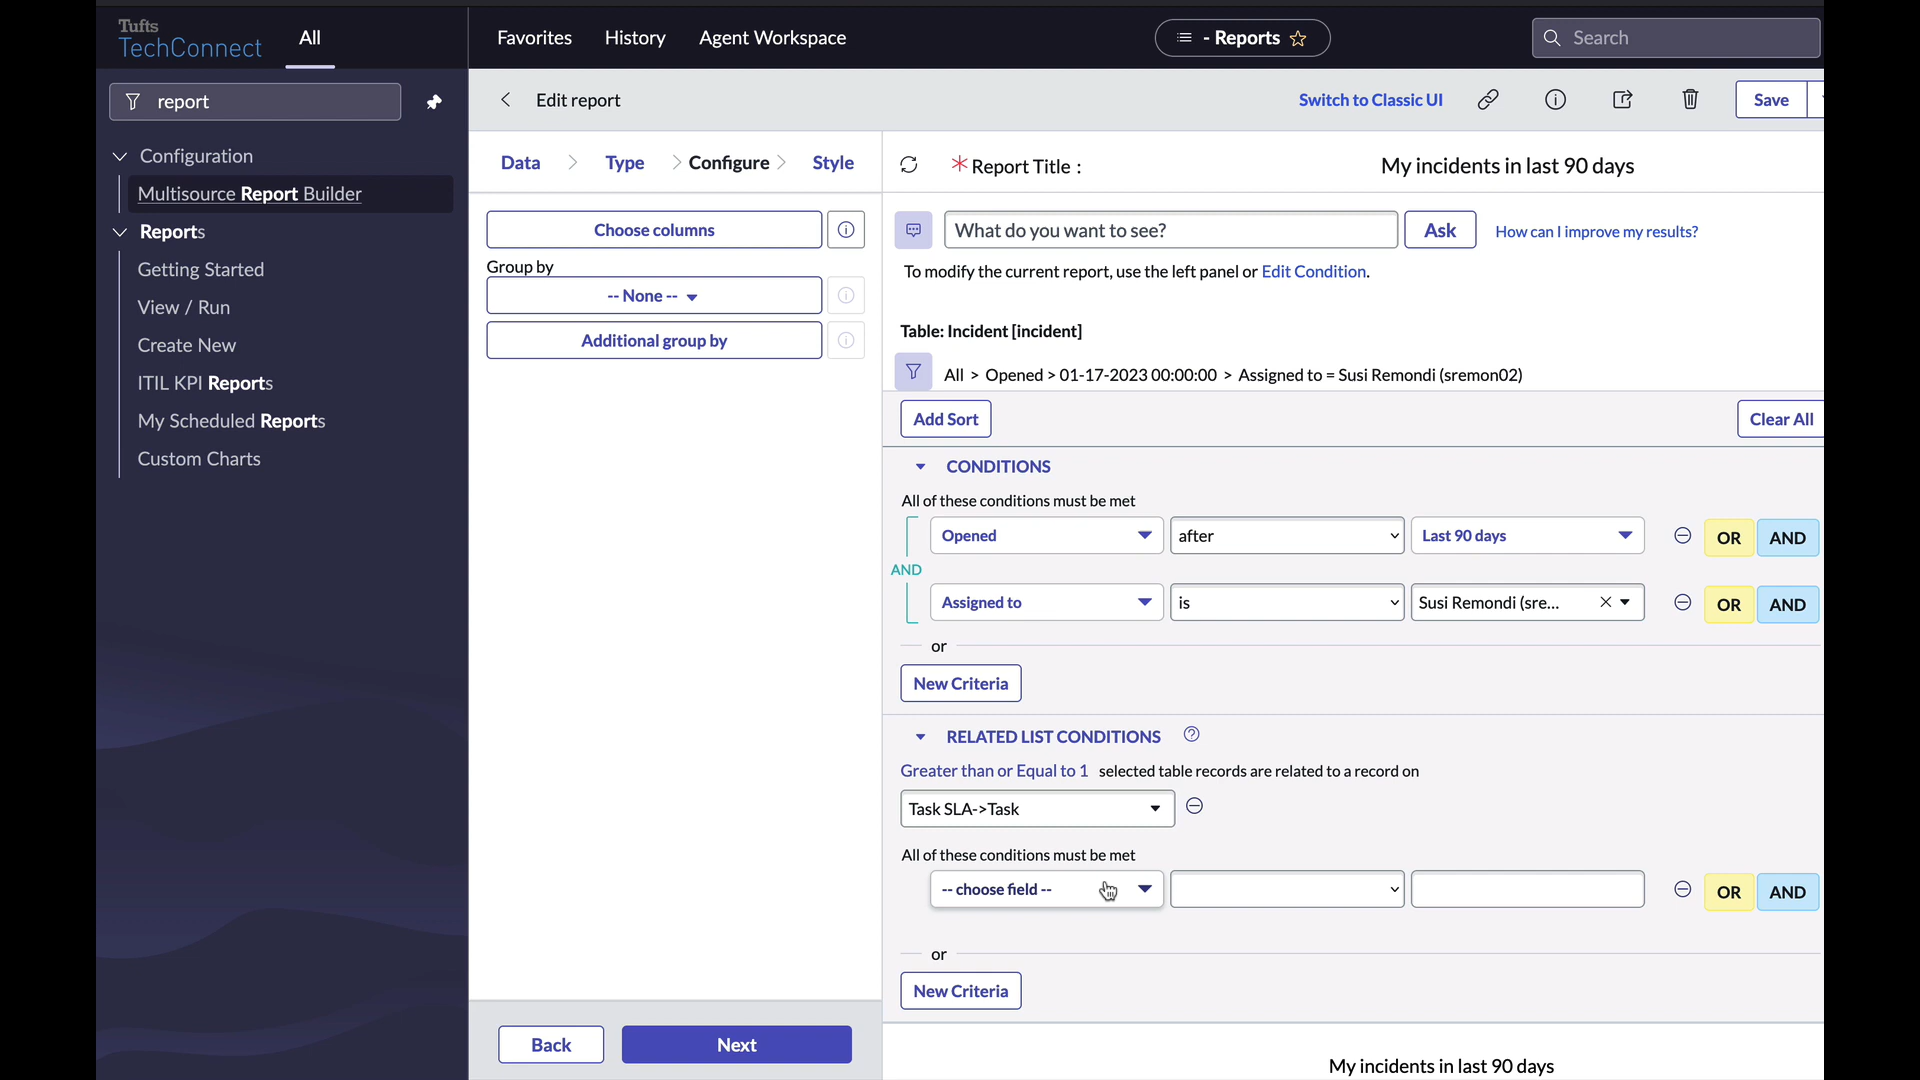 Tufts
TechConnect
All
Favorites
History
Agent Workspace
- Reports
Search
report
Edit report
Switch to Classic UI
Save
Configuration
Multisource Report Builder
Reports
Getting Started
View / Run
Create New
ITIL KPI Reports
My Scheduled Reports
Custom Charts
Data
Type
Configure
Style
Choose columns
Group by
-- None --
Additional group by
Back
Next
*Report Title :
My incidents in last 90 days
What do you want to see?
Ask
How can I improve my results?
To modify the current report, use the left panel or Edit Condition.
Table: Incident [incident]
All > Opened > 01-17-2023 00:00:00 > Assigned to = Susi Remondi (sremon02)
Add Sort
Clear All
CONDITIONS
All of these conditions must be met
Opened
after
Last 90 days
OR
AND
AND
Assigned to
is
Susi Remondi (sre...
OR
AND
or
New Criteria
RELATED LIST CONDITIONS
Greater than or Equal to 1 selected table records are related to a record on
Task SLA->Task
All of these conditions must be met
-- choose field --
OR
AND
or
New Criteria
My incidents in last 90 days